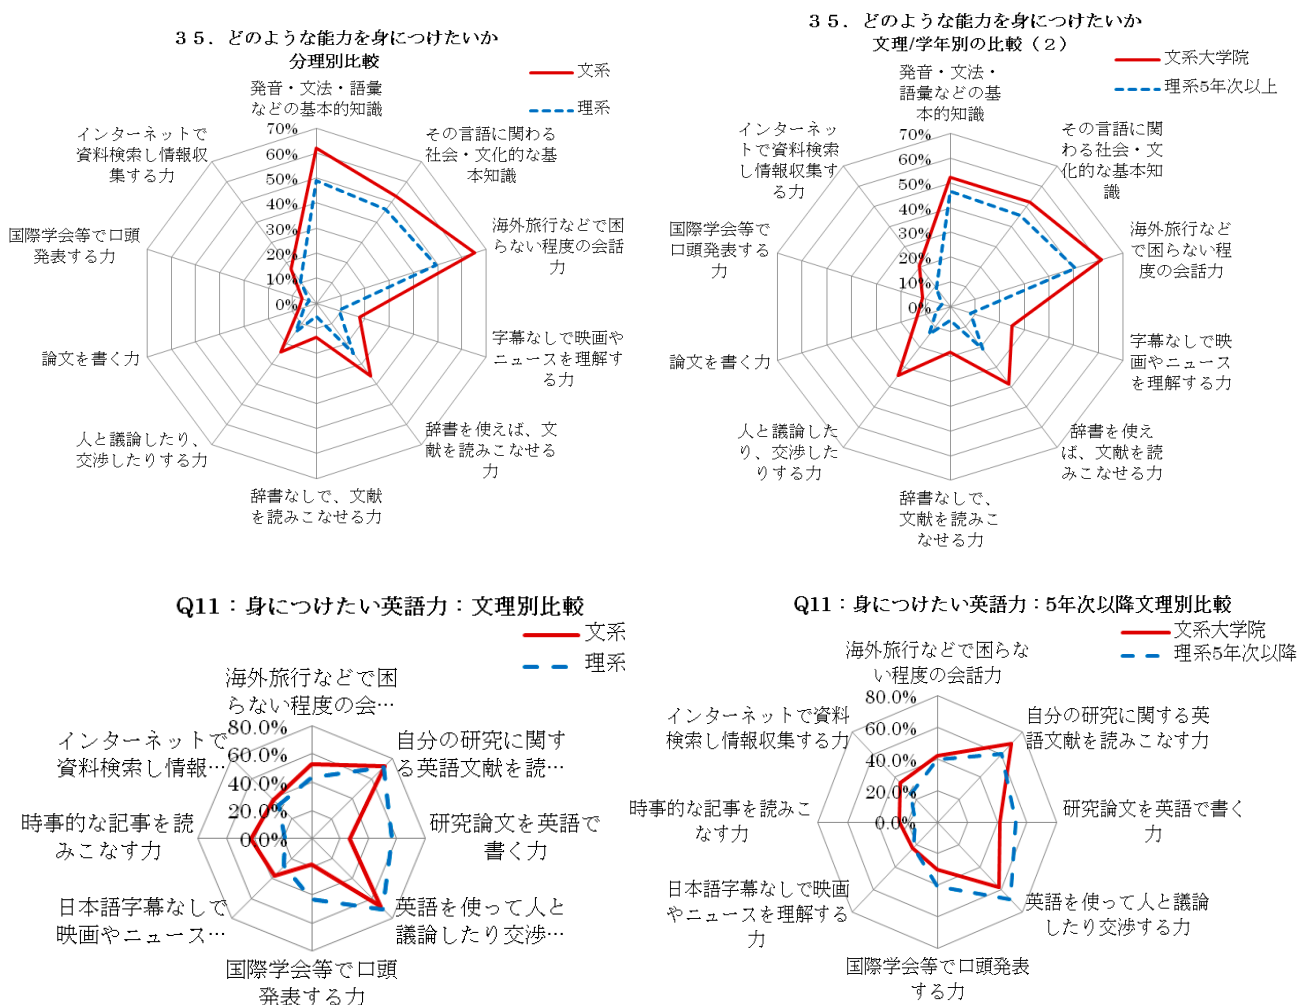 ３５．どのような能力を身につけたいか
分理別比較
文系
理系
発音・文法・語彙
などの基本的知識
その言語に関わる
社会・文化的な基
本知識
海外旅行などで困
らない程度の会話
力
字幕なしで映画や
ニュースを理解す
る力
辞書を使えば、文
献を読みこなせる
力
辞書なしで、文献
を読みこなせる力
人と議論したり、
交渉したりする力
論文を書く力
国際学会等で口頭
発表する力
インターネットで
資料検索し情報収
集する力
70%
60%
50%
40%
30%
20%
10%
0%
３５．どのような能力を身につけたいか
文理/学年別の比較（２）
文系大学院
理系5年次以上
発音・文法・
語彙などの基
本的知識
その言語に関
わる社会・文
化的な基本知
識
海外旅行など
で困らない程
度の会話力
字幕なしで映
画やニュース
を理解する力
辞書を使え
ば、文献を読
みこなせる力
辞書なしで、
文献を読みこ
なせる力
人と議論した
り、交渉した
りする力
論文を書く力
国際学会等で
口頭発表する
力
インターネッ
トで資料検索
し情報収集す
る力
70%
60%
50%
40%
30%
20%
10%
0%
Q11：身につけたい英語力：文理別比較
文系
理系
海外旅行などで困
らない程度の会…
自分の研究に関す
る英語文献を読…
研究論文を英語で
書く力
英語を使って人と
議論したり交渉…
国際学会等で口頭
発表する力
日本語字幕なしで
映画やニュース…
時事的な記事を読
みこなす力
インターネットで
資料検索し情報…
80.0%
60.0%
40.0%
20.0%
0.0%
Q11：身につけたい英語力：5年次以降文理別比較
文系大学院
理系5年次以降
海外旅行などで困らな
い程度の会話力
自分の研究に関する英
語文献を読みこなす力
研究論文を英語で書く
力
英語を使って人と議論
したり交渉する力
国際学会等で口頭発表
する力
日本語字幕なしで映画
やニュースを理解する
力
時事的な記事を読みこ
なす力
インターネットで資料
検索し情報収集する力
80.0%
60.0%
40.0%
20.0%
0.0%